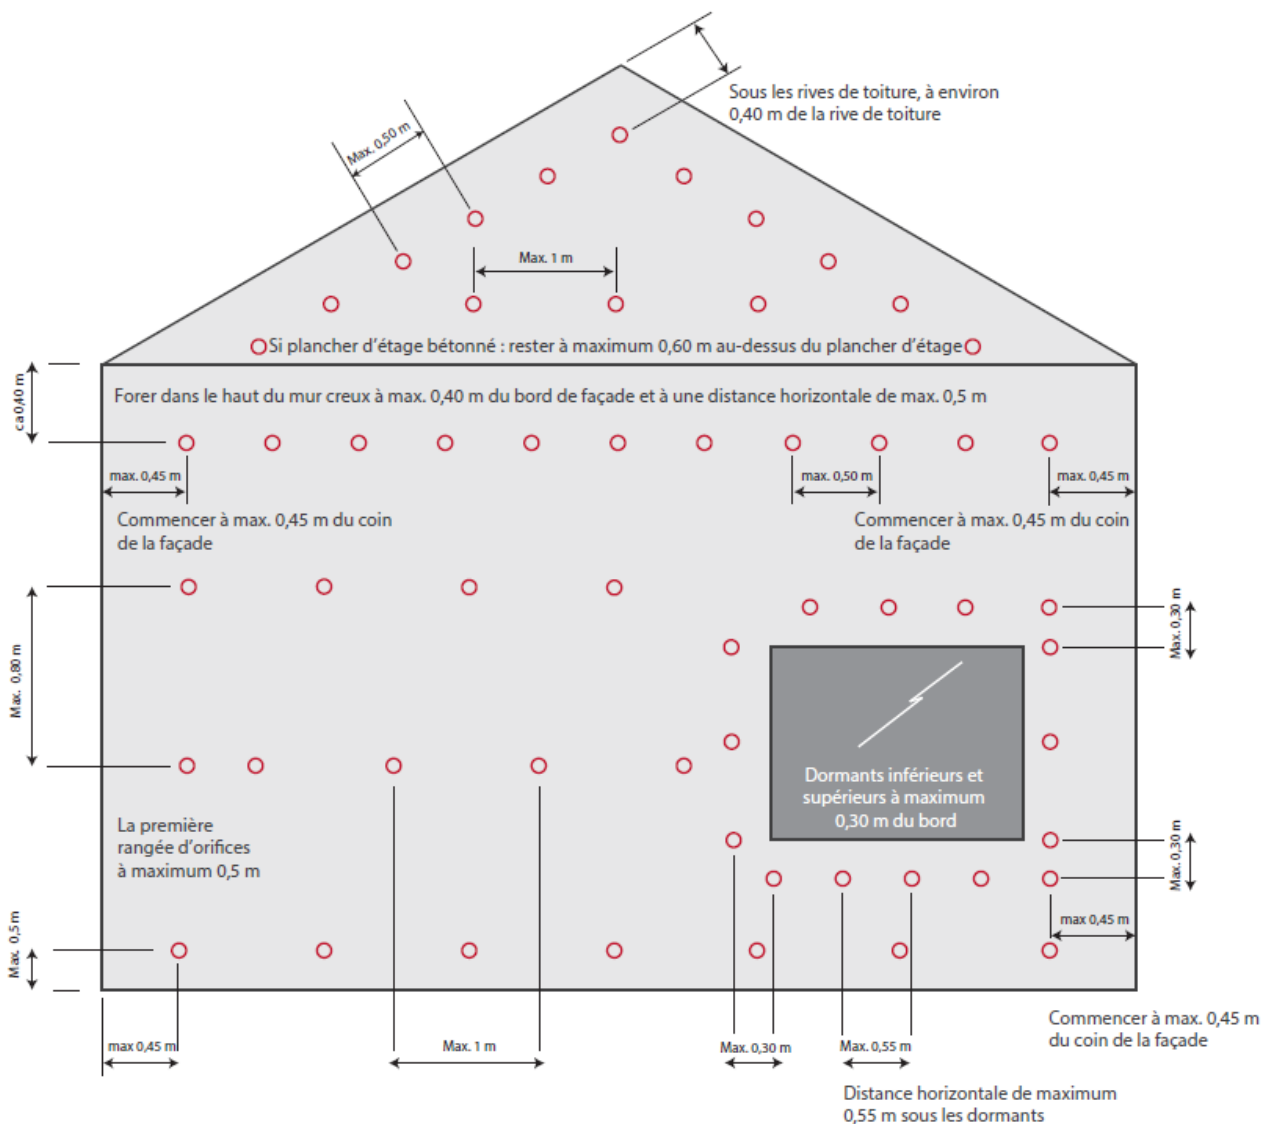 Sous les rives de toiture, à environ
0,40 m de la rive de toiture
Max. 0,50 m
Max. 1 m
Si plancher d'étage bétonné : rester à maximum 0,60 m au-dessus du plancher d'étage
ca 0,40 m
Forer dans le haut du mur creux à max. 0,40 m du bord de façade et à une distance horizontale de max. 0,5 m
max. 0,45 m
max. 0,50 m
max. 0,45 m
Commencer à max. 0,45 m du coin
de la façade
Commencer à max. 0,45 m du coin
de la façade
Max. 0,80 m
Max. 0,30 m
Dormants inférieurs et
supérieurs à maximum
0,30 m du bord
La première
rangée d'orifices
à maximum 0,5 m
Max. 0,30 m
max 0,45 m
Max. 0,5 m
Commencer à max. 0,45 m
du coin de la façade
max 0,45 m
Max. 1 m
Max. 0,30 m
Max. 0,55 m
Distance horizontale de maximum
0,55 m sous les dormants